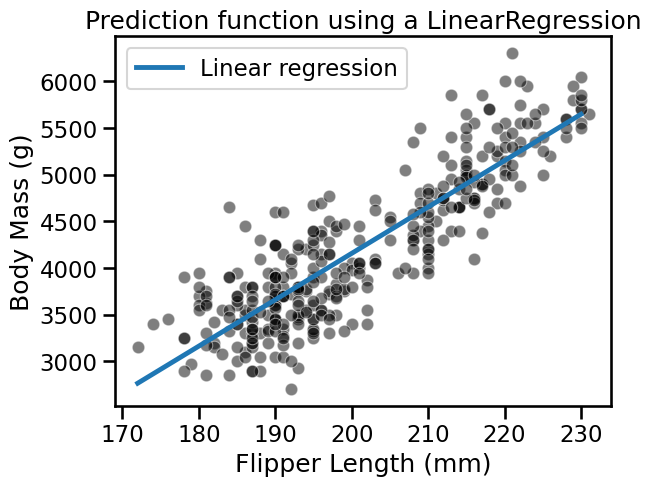 Prediction function using a LinearRegression
Linear regression
6000
5500
5000
4500
4000
3500
3000
Body Mass (g)
170 180 190 200 210 220 230
Flipper Length (mm)